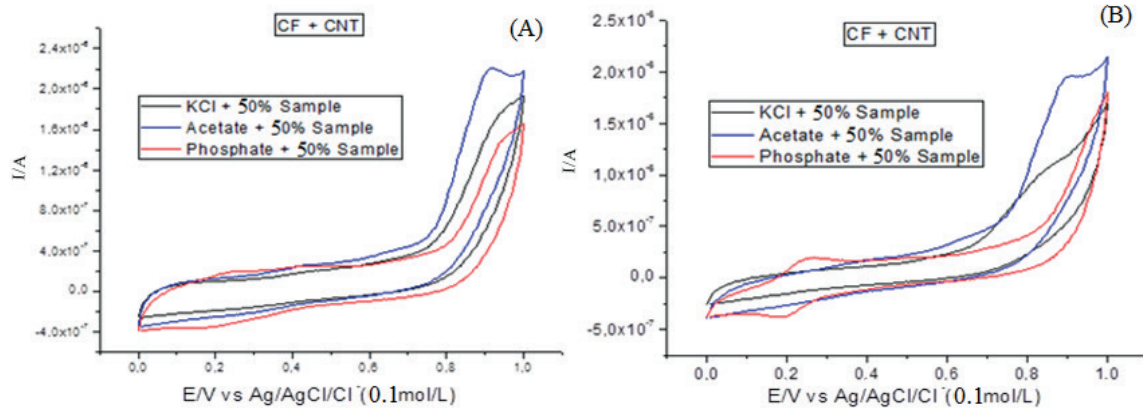 CF + CNT
(A)
KCl + 50% Sample
Acetate + 50% Sample
Phosphate + 50% Sample
I/A
2,4x10⁻⁶
2,0x10⁻⁶
1,6x10⁻⁶
1,2x10⁻⁶
8,0x10⁻⁷
4,0x10⁻⁷
0,0
-4,0x10⁻⁷
0,0 0,2 0,4 0,6 0,8 1,0
E/V vs Ag/AgCl/Cl⁻(0.1mol/L)
CF + CNT
(B)
KCl + 50% Sample
Acetate + 50% Sample
Phosphate + 50% Sample
I/A
2,5x10⁻⁶
2,0x10⁻⁶
1,5x10⁻⁶
1,0x10⁻⁶
5,0x10⁻⁷
0,0
-5,0x10⁻⁷
0,0 0,2 0,4 0,6 0,8 1,0
E/V vs Ag/AgCl/Cl⁻(0.1mol/L)